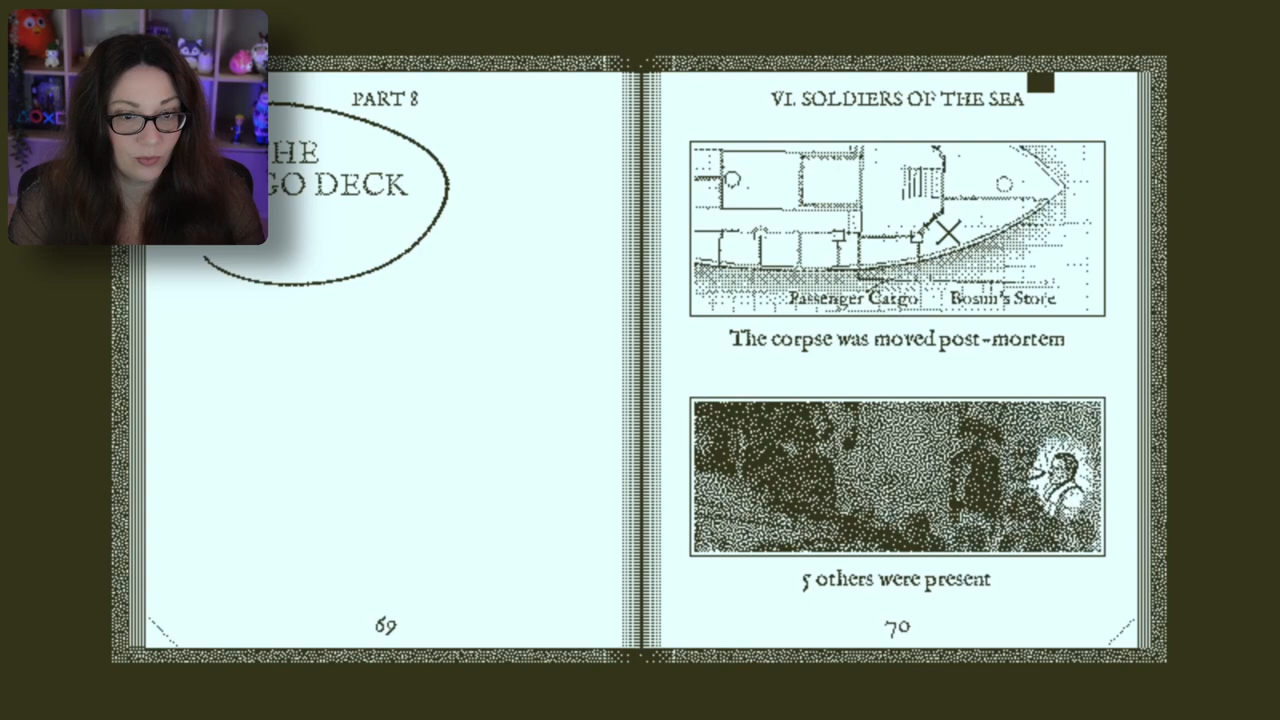 PART 8
HE
GO DECK
69
VI. SOLDIERS OF THE SEA
Passenger Cargo
Bosun's Store
The corpse was moved post-mortem
5 others were present
70